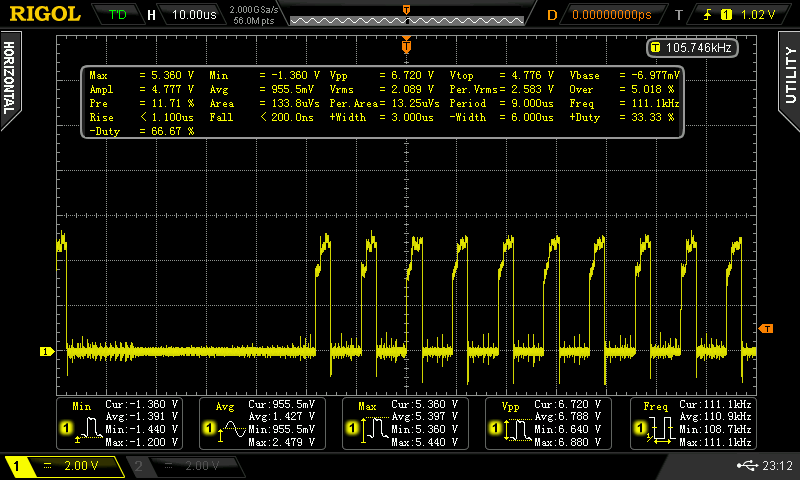 RIGOL T'D H 10.00us 2.000GSa/s 56.0M pts T D 0.00000000ps T 1 1.02 V
HORIZONTAL
UTILITY
T 105.746kHz
T
Max = 5.360 V Min = -1.360 V Vpp = 6.720 V Vtop = 4.776 V Vbase = -6.977mV
Ampl = 4.777 V Avg = 955.5mV Vrms = 2.089 V Per.Vrms= 2.583 V Over = 5.018 %
Pre = 11.71 % Area = 133.8uVs Per.Area= 13.25uVs Period = 9.000us Freq = 111.1kHz
Rise < 1.100us Fall < 200.0ns +Width = 3.000us -Width = 6.000us +Duty = 33.33 %
-Duty = 66.67 %
T
1
Min
1
Cur:-1.360 V
Avg:-1.391 V
Min:-1.440 V
Max:-1.200 V
Avg
1
Cur:955.5mV
Avg:1.427 V
Min:955.5mV
Max:2.479 V
Max
1
Cur:5.360 V
Avg:5.397 V
Min:5.360 V
Max:5.440 V
Vpp
1
Cur:6.720 V
Avg:6.788 V
Min:6.640 V
Max:6.880 V
Freq
1
Cur:111.1kHz
Avg:110.9kHz
Min:108.7kHz
Max:111.1kHz
1 2.00 V 2 2.00 V 23:12